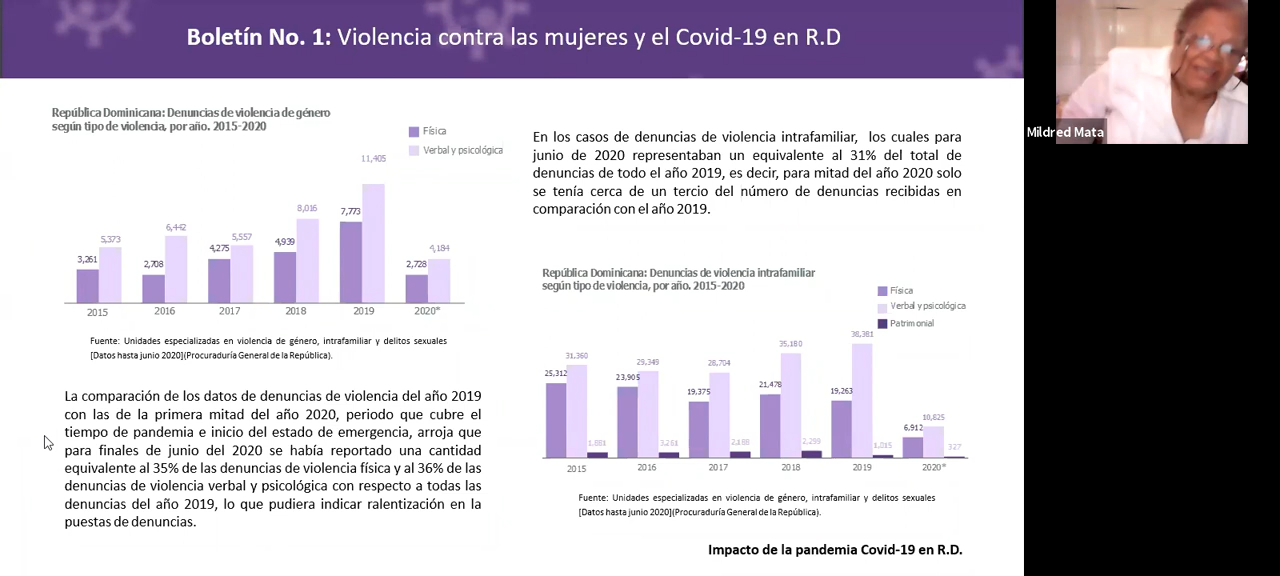 Boletín No. 1: Violencia contra las mujeres y el Covid-19 en R.D
República Dominicana: Denuncias de violencia de género
según tipo de violencia, por año. 2015-2020
Física
Verbal y psicológica
3,261
5,373
2,708
6,442
4,275
5,557
4,939
8,016
7,773
11,405
2,728
4,184
2015
2016
2017
2018
2019
2020*
Fuente: Unidades especializadas en violencia de género, intrafamiliar y delitos sexuales
[Datos hasta junio 2020](Procuraduría General de la República).
La comparación de los datos de denuncias de violencia del año 2019
con las de la primera mitad del año 2020, periodo que cubre el
tiempo de pandemia e inicio del estado de emergencia, arroja que
para finales de junio del 2020 se había reportado una cantidad
equivalente al 35% de las denuncias de violencia física y al 36% de las
denuncias de violencia verbal y psicológica con respecto a todas las
denuncias del año 2019, lo que pudiera indicar ralentización en la
puestas de denuncias.
En los casos de denuncias de violencia intrafamiliar, los cuales para
junio de 2020 representaban un equivalente al 31% del total de
denuncias de todo el año 2019, es decir, para mitad del año 2020 solo
se tenía cerca de un tercio del número de denuncias recibidas en
comparación con el año 2019.
República Dominicana: Denuncias de violencia intrafamiliar
según tipo de violencia, por año. 2015-2020
Física
Verbal y psicológica
Patrimonial
25,312
31,360
1,881
23,905
29,349
3,261
19,375
28,704
2,188
21,478
35,180
2,299
19,263
38,381
1,015
6,912
10,825
327
2015
2016
2017
2018
2019
2020*
Fuente: Unidades especializadas en violencia de género, intrafamiliar y delitos sexuales
[Datos hasta junio 2020](Procuraduría General de la República).
Impacto de la pandemia Covid-19 en R.D.
Mildred Mata